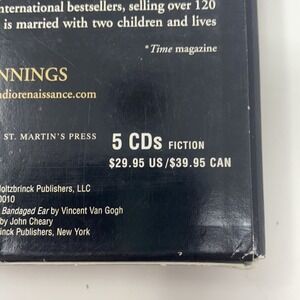 international bestsellers, selling over 120
is married with two children and lives
*Time magazine
NNINGS
diorenaissance.com
ST. MARTIN'S PRESS
5 CDs FICTION
$29.95 US/$39.95 CAN
oltzbrinck Publishers, LLC
0010
Bandaged Ear by Vincent Van Gogh
by John Cheary
rinck Publishers, New York